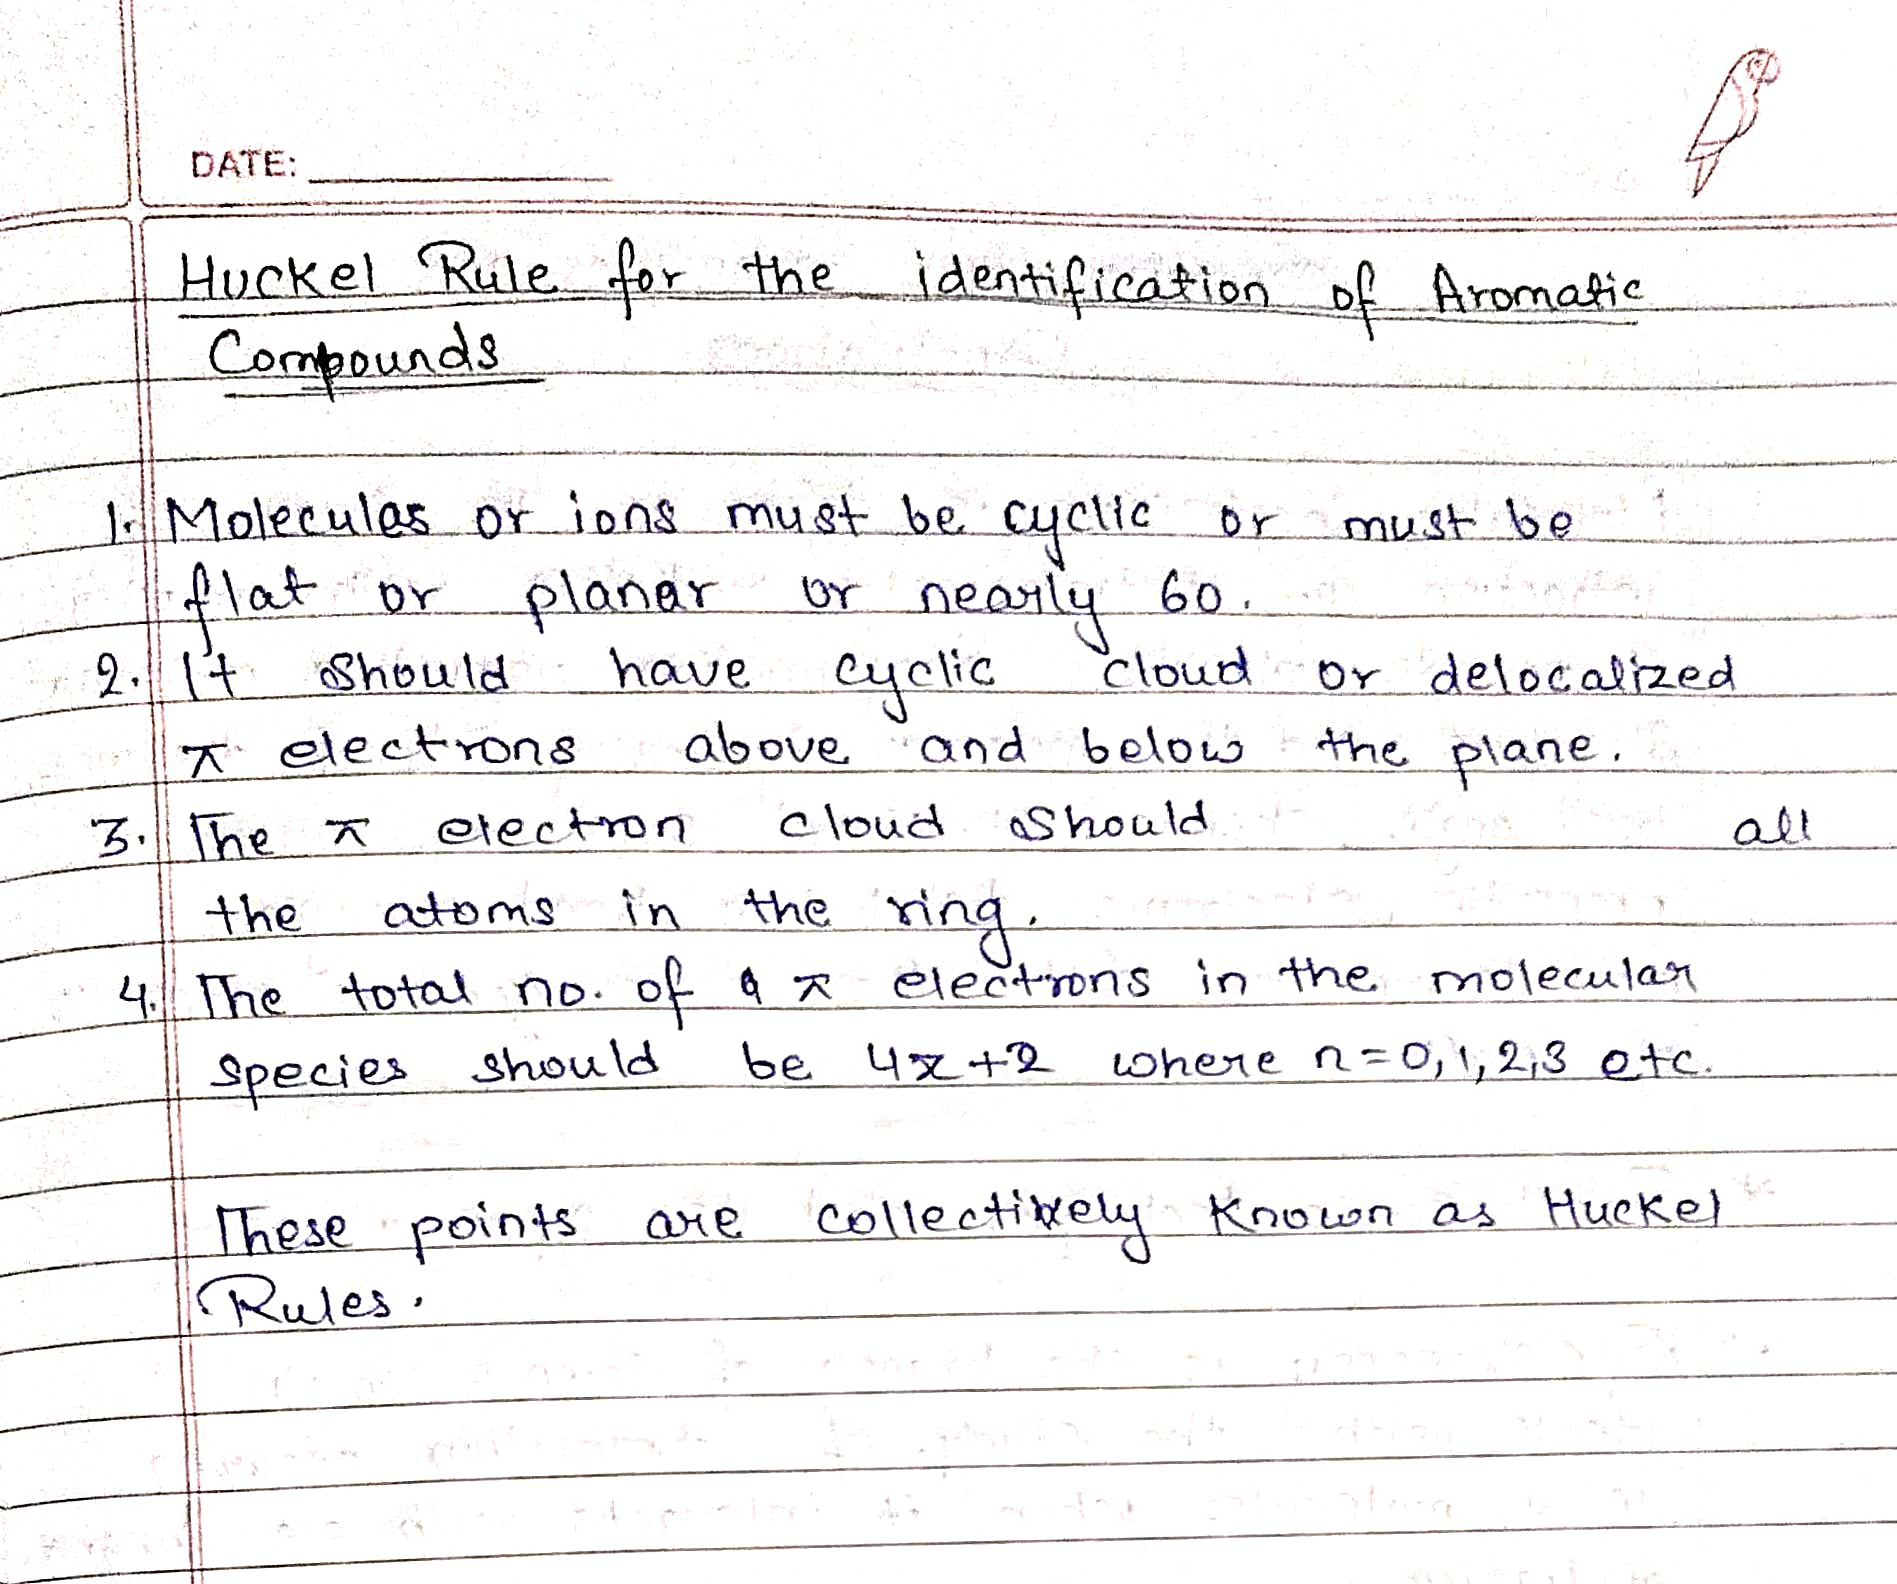 DATE:
Huckel Rule for the identification of Aromatic
Compounds
1. Molecules or ions must be cyclic or must be
flat or planar or nearly 60.
2. It should have cyclic cloud or delocalized
π electrons above and below the plane.
3. The π electron cloud should all
the atoms in the ring.
4. The total no. of π electrons in the molecular
species should be 4x+2 where n=0,1,2,3 etc.
These points are collectively known as Huckel
Rules.